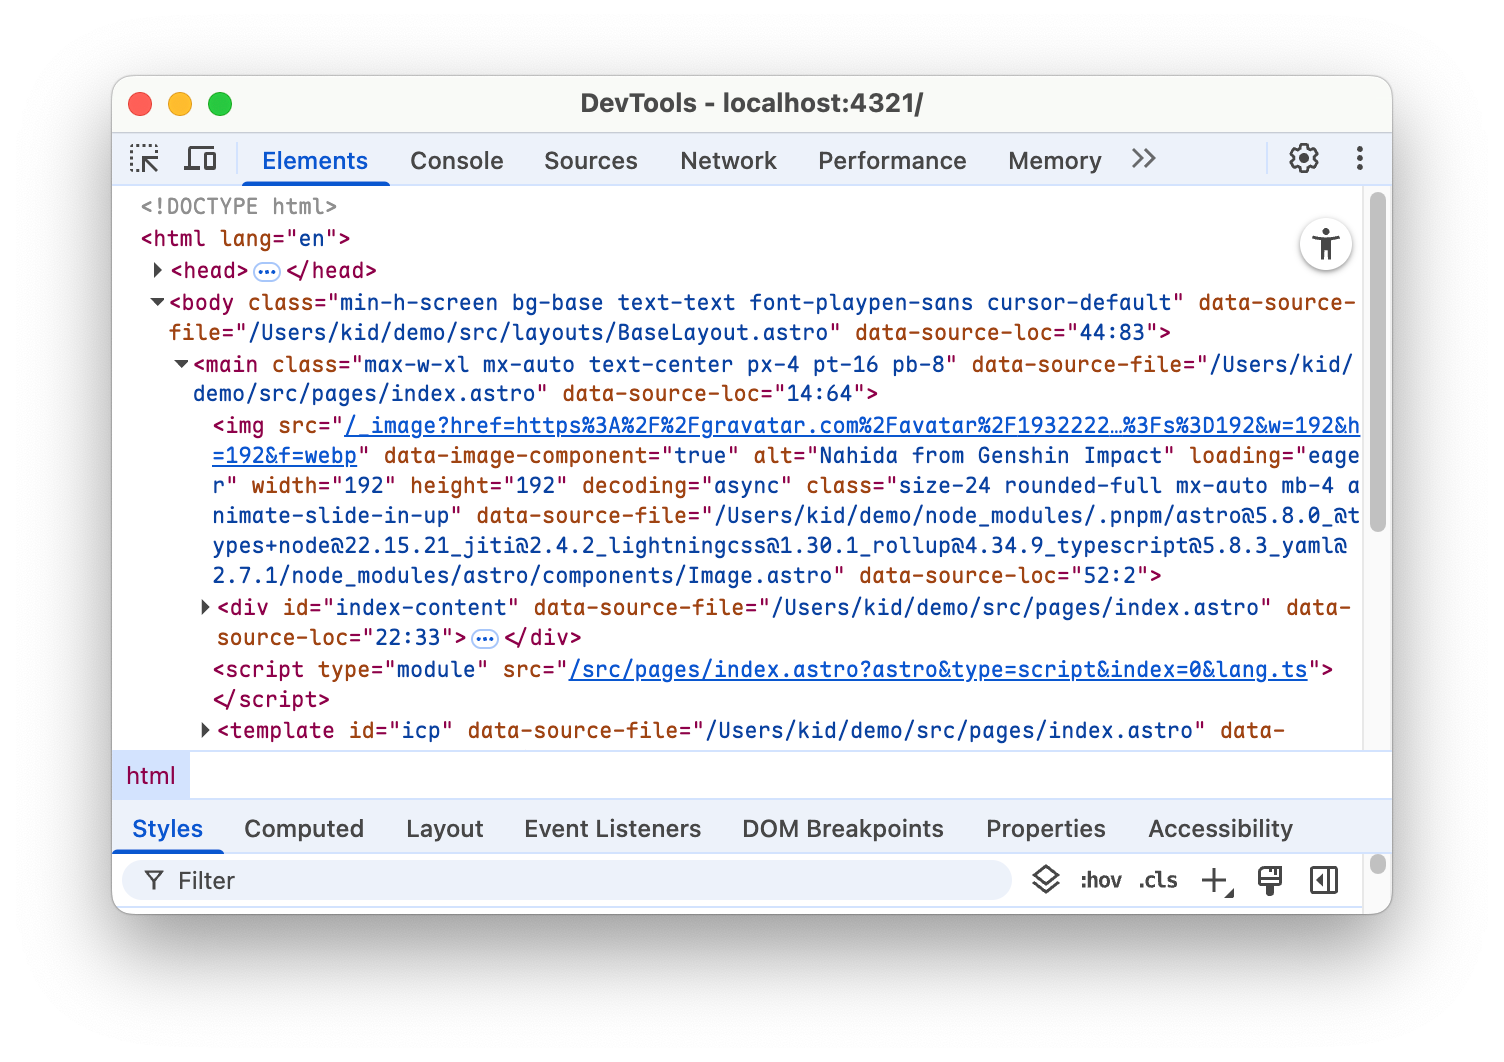 DevTools - localhost:4321/
Elements Console Sources Network Performance Memory
<!DOCTYPE html>
<html lang="en">
<head> ⋯ </head>
<body class="min-h-screen bg-base text-text font-playpen-sans cursor-default" data-source-
file="/Users/kid/demo/src/layouts/BaseLayout.astro" data-source-loc="44:83">
<main class="max-w-xl mx-auto text-center px-4 pt-16 pb-8" data-source-file="/Users/kid/
demo/src/pages/index.astro" data-source-loc="14:64">
<img src="/_image?href=https%3A%2F%2Fgravatar.com%2Favatar%2F1932222…%3Fs%3D192&w=192&h
=192&f=webp" data-image-component="true" alt="Nahida from Genshin Impact" loading="eage
r" width="192" height="192" decoding="async" class="size-24 rounded-full mx-auto mb-4 a
nimate-slide-in-up" data-source-file="/Users/kid/demo/node_modules/.pnpm/astro@5.8.0_@t
ypes+node@22.15.21_jiti@2.4.2_lightningcss@1.30.1_rollup@4.34.9_typescript@5.8.3_yaml@
2.7.1/node_modules/astro/components/Image.astro" data-source-loc="52:2">
<div id="index-content" data-source-file="/Users/kid/demo/src/pages/index.astro" data-
source-loc="22:33"> ⋯ </div>
<script type="module" src="/src/pages/index.astro?astro&type=script&index=0&lang.ts">
</script>
<template id="icp" data-source-file="/Users/kid/demo/src/pages/index.astro" data-
html
Styles Computed Layout Event Listeners DOM Breakpoints Properties Accessibility
Filter :hov .cls